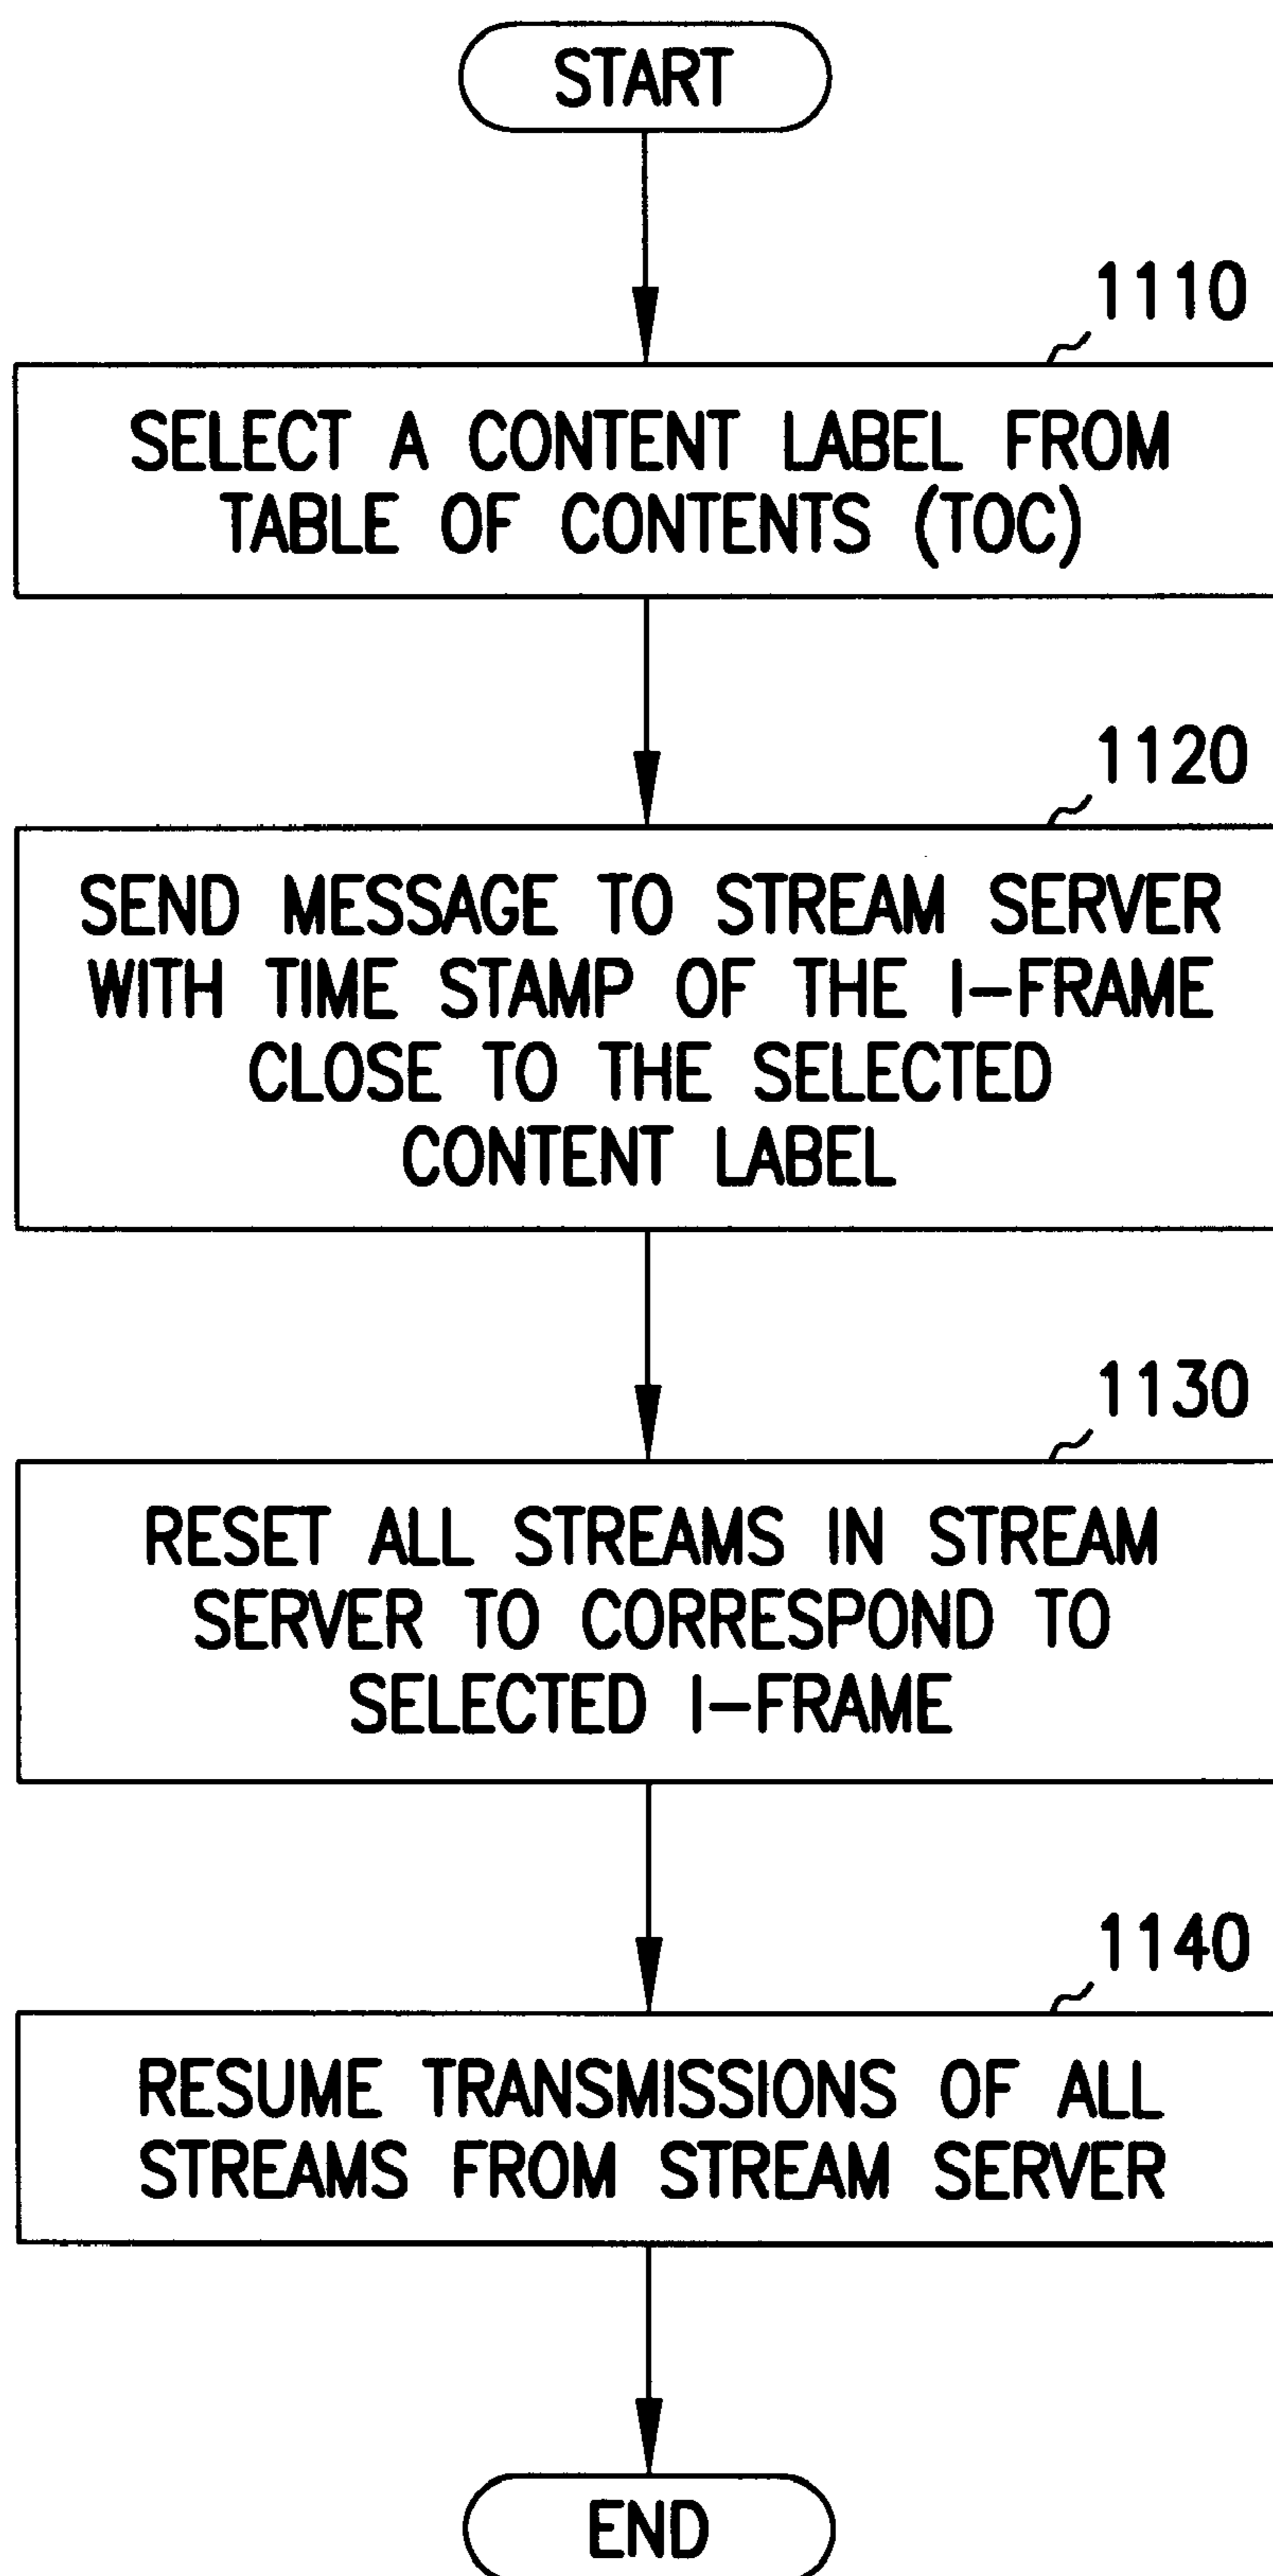 START
1110
SELECT A CONTENT LABEL FROM
TABLE OF CONTENTS (TOC)
1120
SEND MESSAGE TO STREAM SERVER
WITH TIME STAMP OF THE I-FRAME
CLOSE TO THE SELECTED
CONTENT LABEL
1130
RESET ALL STREAMS IN STREAM
SERVER TO CORRESPOND TO
SELECTED I-FRAME
1140
RESUME TRANSMISSIONS OF ALL
STREAMS FROM STREAM SERVER
END